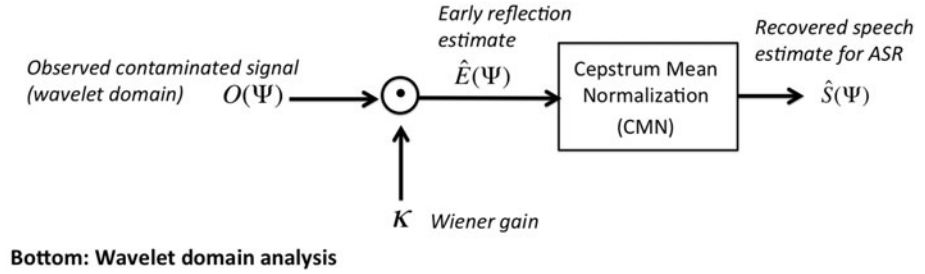 Early reflection
estimate
Recovered speech
estimate for ASR
Observed contaminated signal
(wavelet domain) O(Ψ)
Ê(Ψ)
Cepstrum Mean
Normalization
(CMN)
Ŝ(Ψ)
κ Wiener gain
Bottom: Wavelet domain analysis